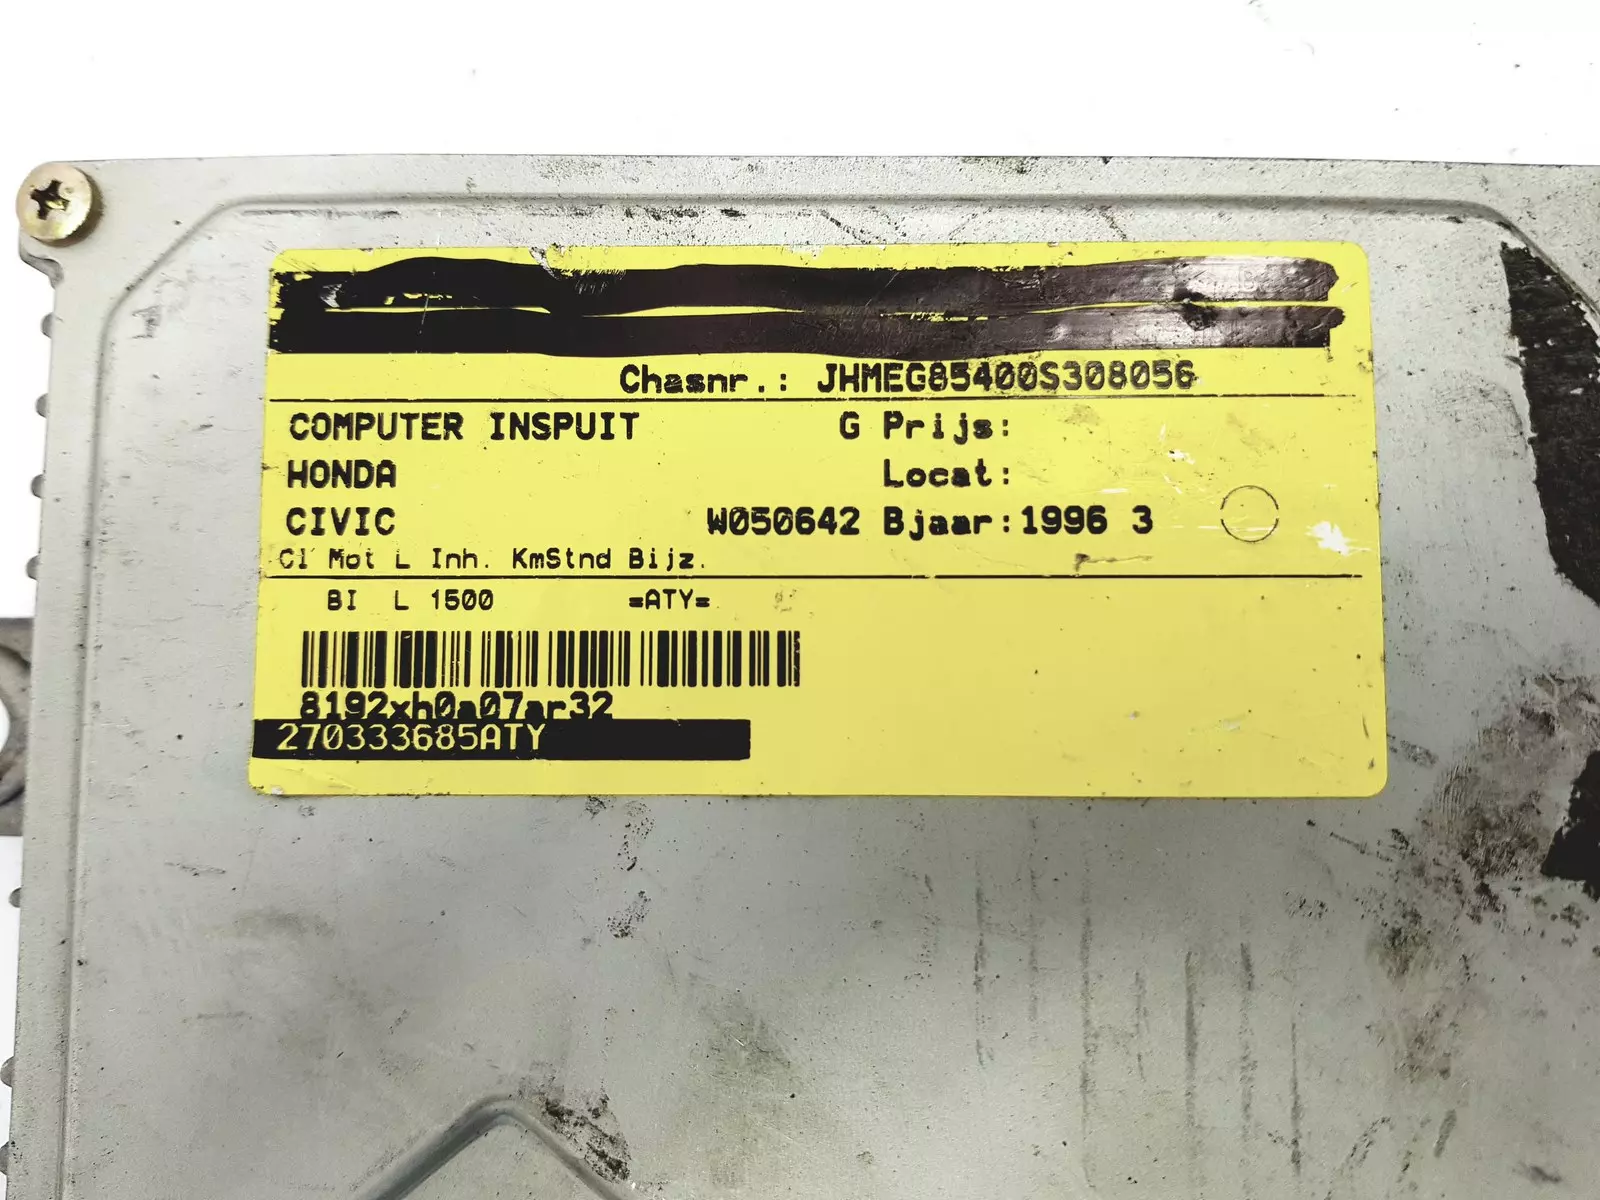 Chasnr.: JHMEG85400S308056
COMPUTER INSPUIT G Prijs:
HONDA Locat:
CIVIC W050642 Bjaar:1996 3
Cl Mot L Inh. KmStnd Bijz.
BI L 1500 =ATY=
8192xh0a07ar32
270333685ATY